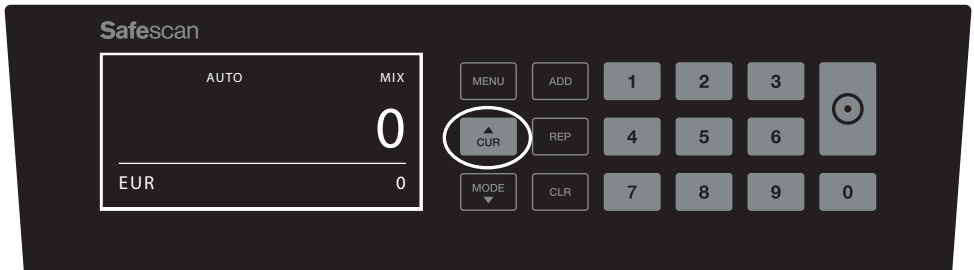 Safescan
AUTO MIX
0
EUR 0
MENU ADD 1 2 3
CUR REP 4 5 6
MODE CLR 7 8 9 0